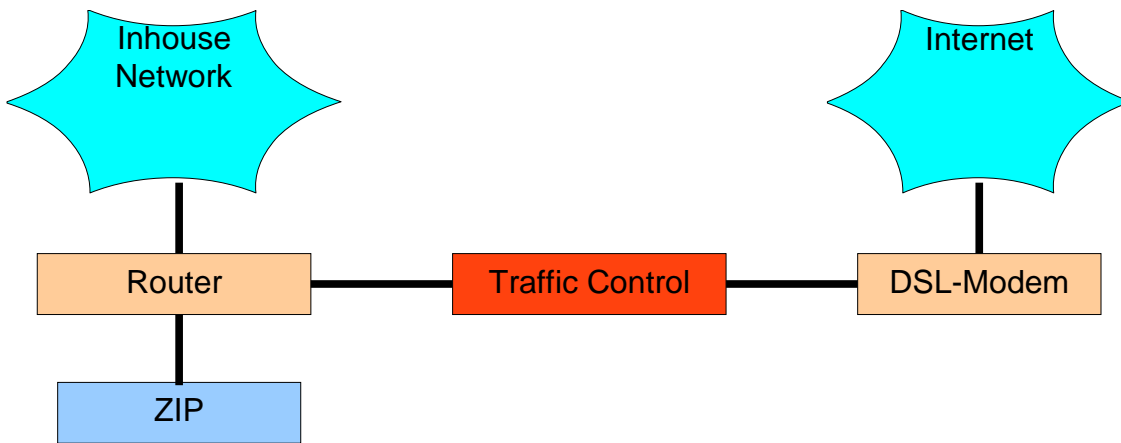 Inhouse
Network
Internet
Router
Traffic Control
DSL-Modem
ZIP